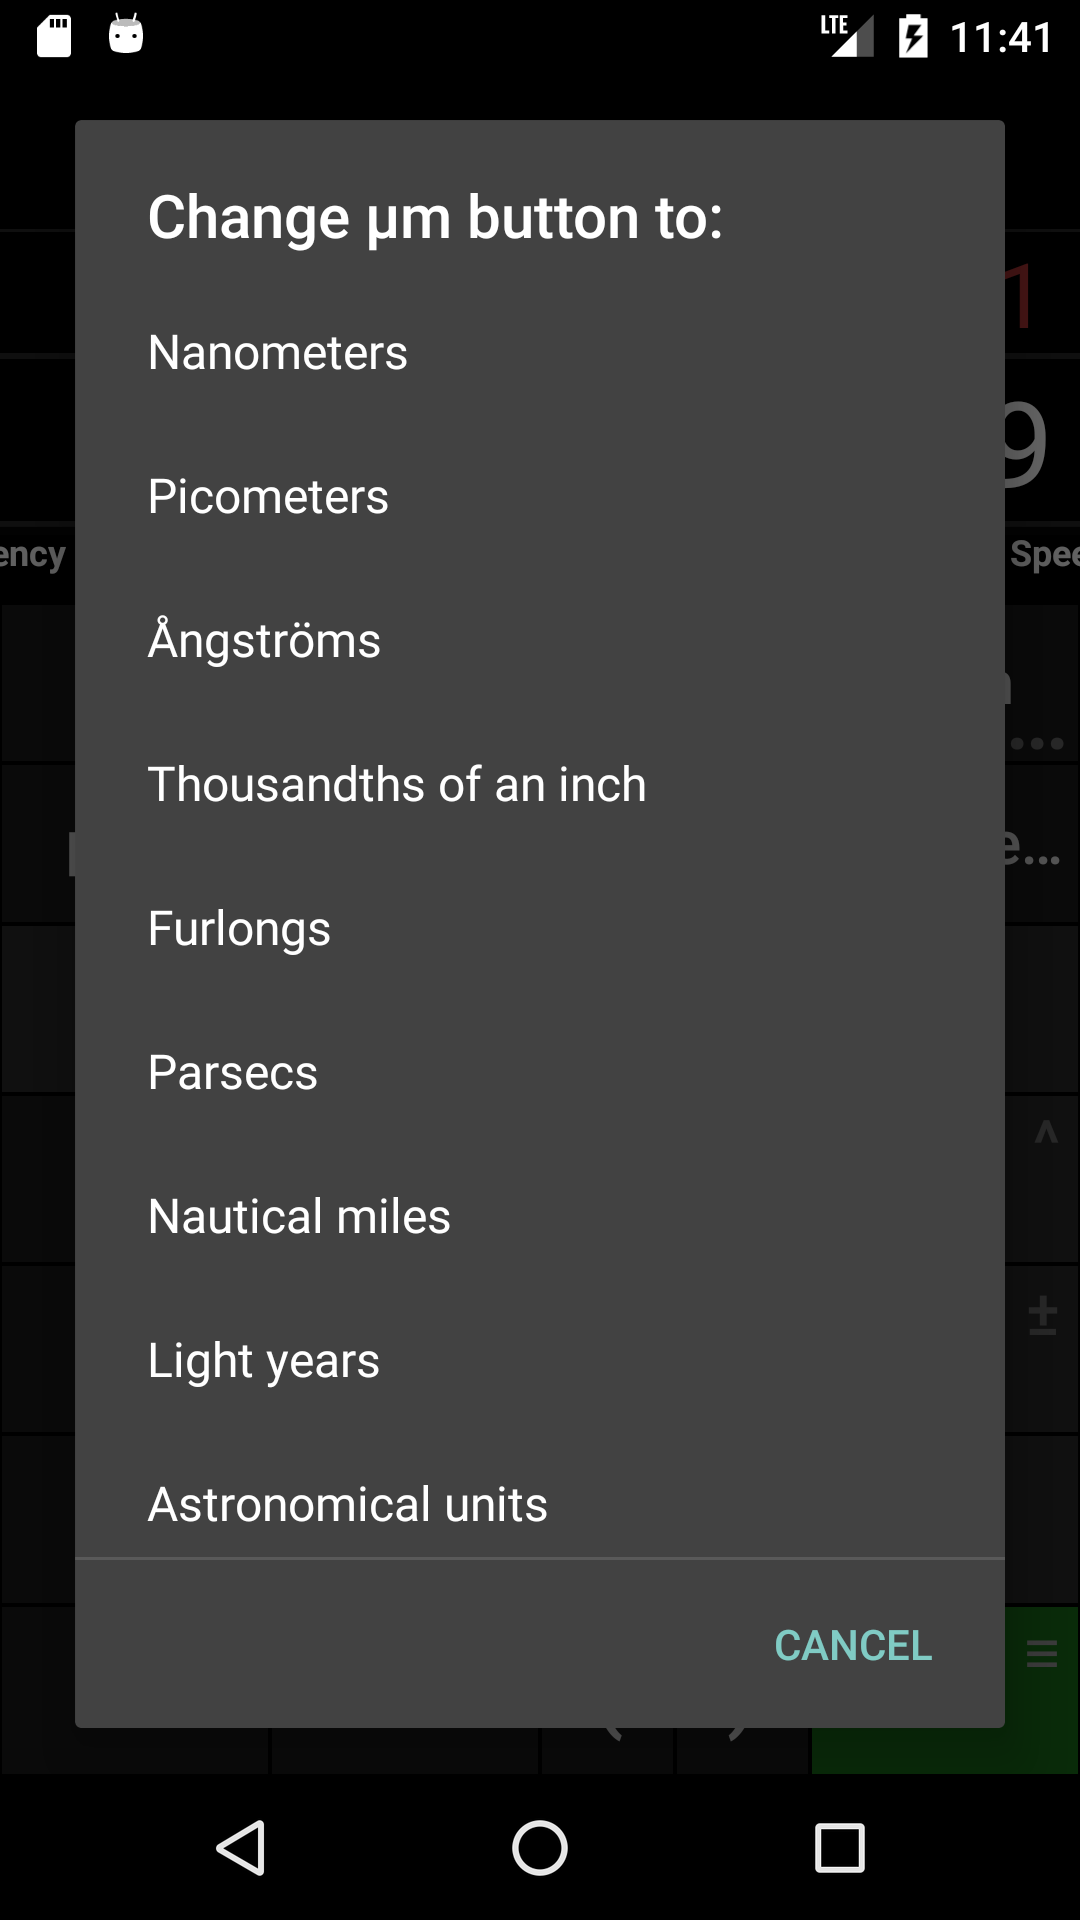 LTE 11:41
Change µm button to:
1
Nanometers
9
Picometers
ency
Spee
Ångströms
Thousandths of an inch
e…
Furlongs
Parsecs
^
Nautical miles
±
Light years
Astronomical units
CANCEL
( )